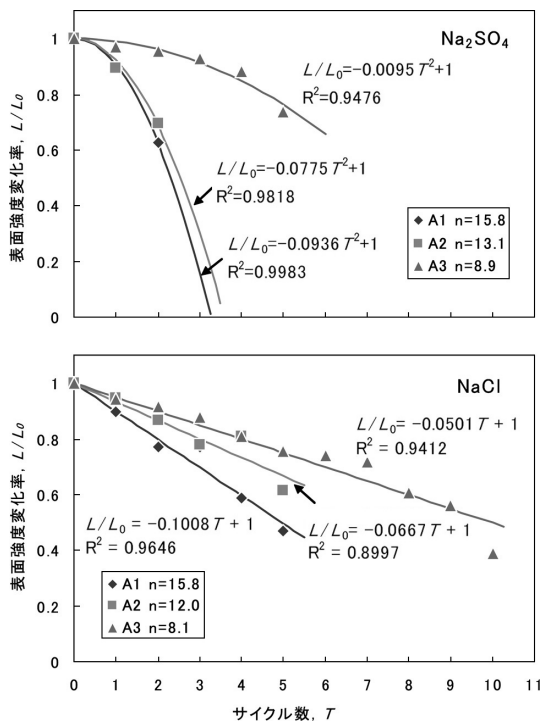 Na₂SO₄
1
0.8
0.6
0.4
0.2
0
表面強度変化率, L/L₀
L/L₀=-0.0095 T²+1
R²=0.9476
L/L₀=-0.0775 T²+1
R²=0.9818
L/L₀=-0.0936 T²+1
R²=0.9983
A1 n=15.8
A2 n=13.1
A3 n=8.9
NaCl
1
0.8
0.6
0.4
0.2
0
表面強度変化率, L/L₀
L/L₀= -0.0501 T + 1
R² = 0.9412
L/L₀ = -0.1008 T + 1
R² = 0.9646
L/L₀ = -0.0667 T + 1
R² = 0.8997
A1 n=15.8
A2 n=12.0
A3 n=8.1
0 1 2 3 4 5 6 7 8 9 10 11
サイクル数, T